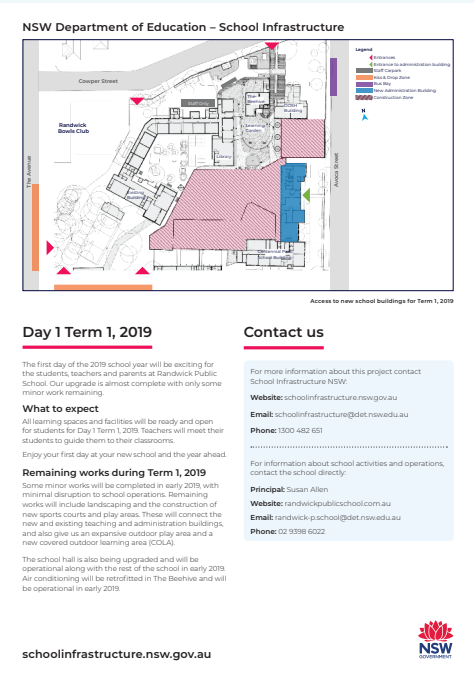 NSW Department of Education – School Infrastructure
Cowper Street
Randwick
Bowls Club
The Avenue
Avoca Street
Staff Only
The
Beehive
OOSH
Building
Learning
Garden
Library
Existing
Building
Legend
Entrances
Entrance to administration building
Staff Carpark
Kiss & Drop Zone
Bus Bay
New Administration Building
Construction Zone
N
Access to new school buildings for Term 1, 2019
Day 1 Term 1, 2019
The first day of the 2019 school year will be exciting for
the students, teachers and parents at Randwick Public
School. Our upgrade is almost complete with only some
minor work remaining.
What to expect
All learning spaces and facilities will be ready and open
for students for Day 1 Term 1, 2019. Teachers will meet their
students to guide them to their classrooms.
Enjoy your first day at your new school and the year ahead.
Remaining works during Term 1, 2019
Some minor works will be completed in early 2019, with
minimal disruption to school operations. Remaining
works will include landscaping and the construction of
new sports courts and play areas. These will connect the
new and existing teaching and administration buildings,
and also give us an expansive outdoor play area and a
new covered outdoor learning area (COLA).
The school hall is also being upgraded and will be
operational along with the rest of the school in early 2019.
Air conditioning will be retrofitted in The Beehive and will
be operational in early 2019.
Contact us
For more information about this project contact
School Infrastructure NSW:
Website: schoolinfrastructure.nsw.gov.au
Email: schoolinfrastructure@det.nsw.edu.au
Phone: 1300 482 651
For information about school activities and operations,
contact the school directly:
Principal: Susan Allen
Website: randwickpublicschool.com.au
Email: randwick-p.school@det.nsw.edu.au
Phone: 02 9398 6022
schoolinfrastructure.nsw.gov.au
NSW
GOVERNMENT